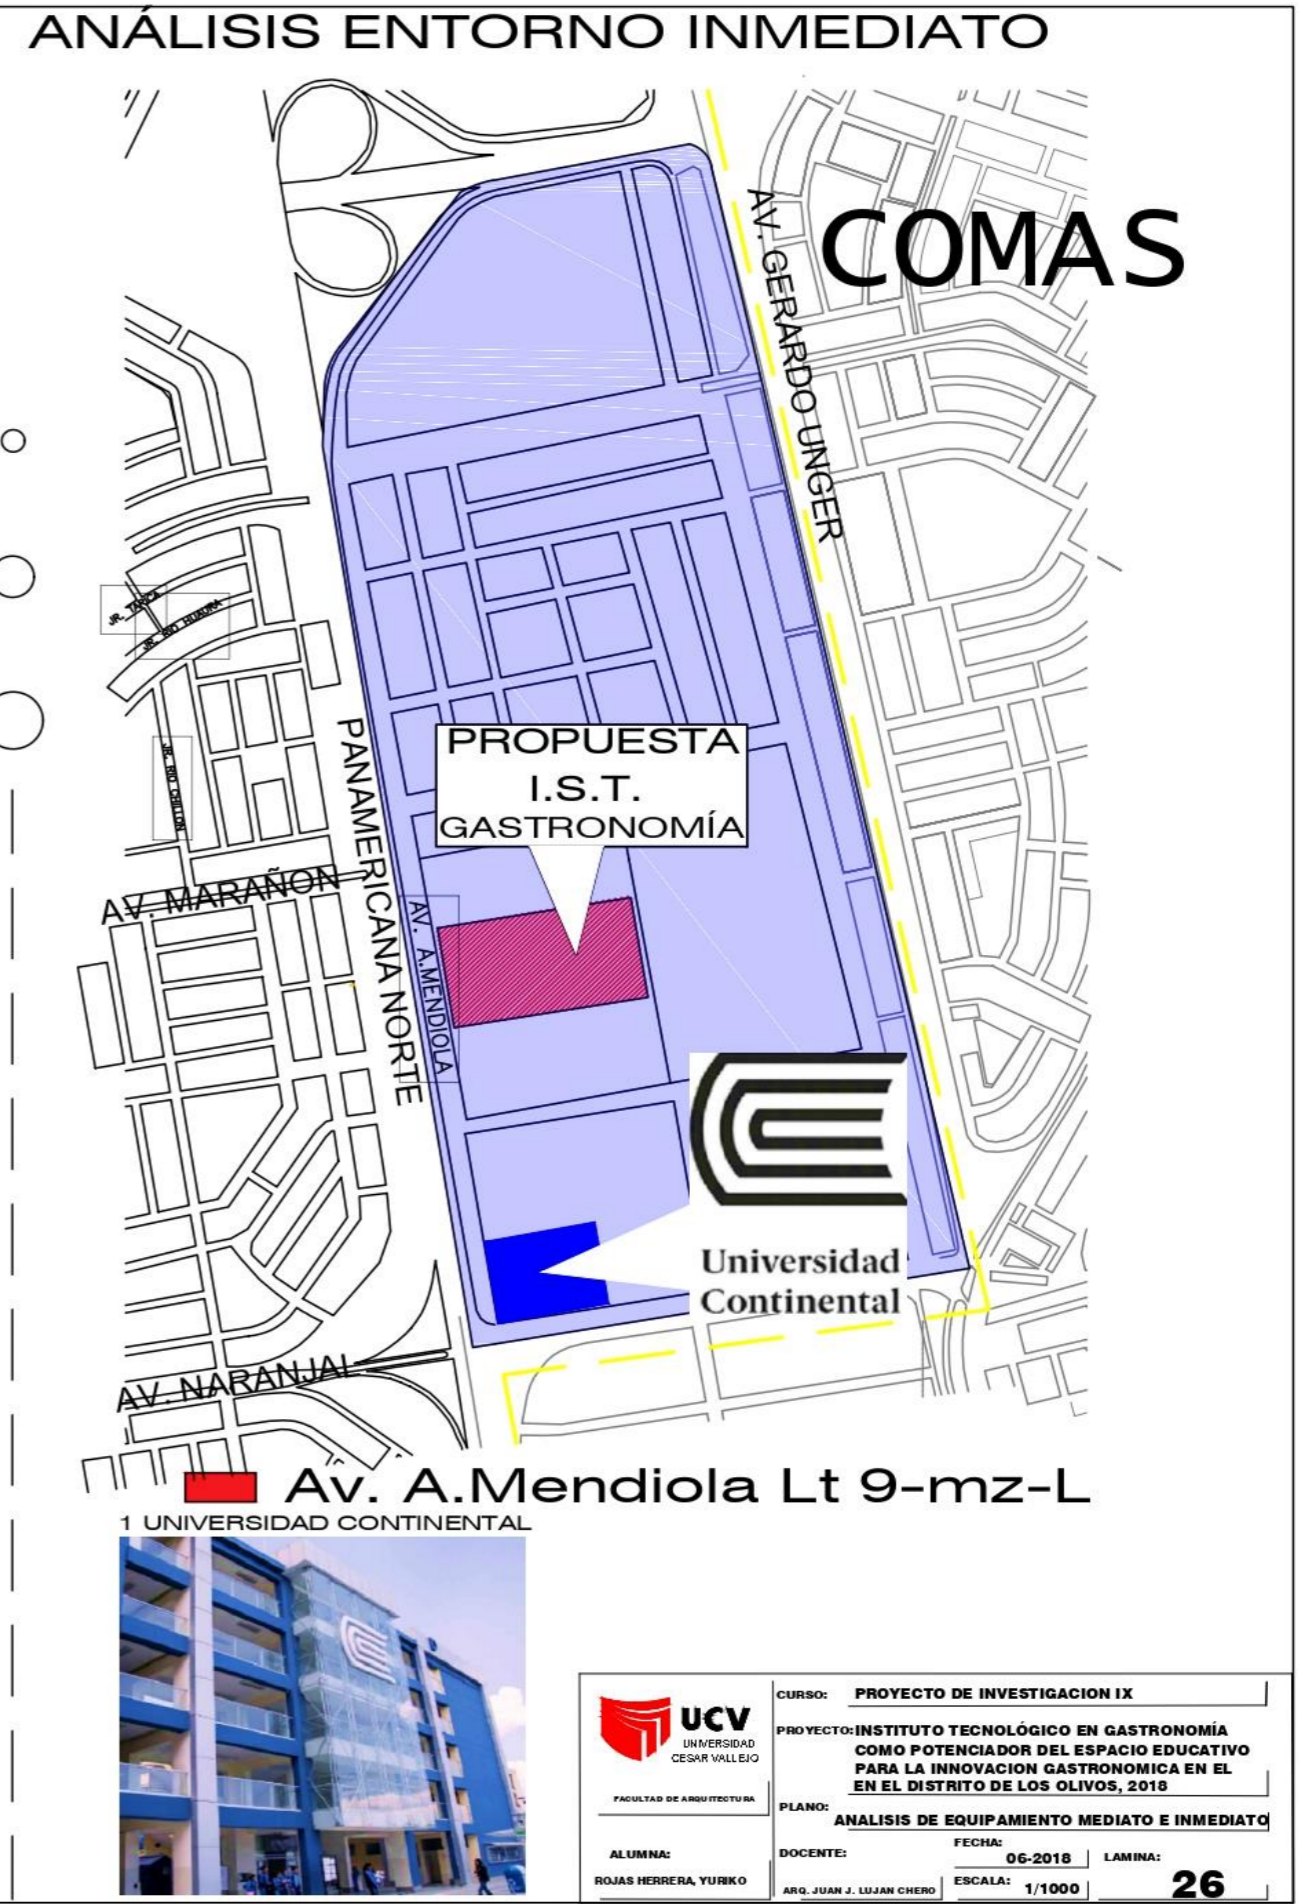 ANÁLISIS ENTORNO INMEDIATO
COMAS
AV. GERARDO UNGER
JR. TARICA
JR. RIO HUAURA
JR. RIO CHILLON
PANAMERICANA NORTE
PROPUESTA
I.S.T.
GASTRONOMÍA
AV. MARAÑON
AV. A.MENDIOLA
Universidad
Continental
AV. NARANJAL
Av. A.Mendiola Lt 9-mz-L
1 UNIVERSIDAD CONTINENTAL
UCV
UNIVERSIDAD
CESAR VALLEJO
FACULTAD DE ARQUITECTURA
ALUMNA:
ROJAS HERRERA, YURIKO
CURSO: PROYECTO DE INVESTIGACION IX
PROYECTO: INSTITUTO TECNOLÓGICO EN GASTRONOMÍA
COMO POTENCIADOR DEL ESPACIO EDUCATIVO
PARA LA INNOVACION GASTRONOMICA EN EL
EN EL DISTRITO DE LOS OLIVOS, 2018
PLANO:
ANALISIS DE EQUIPAMIENTO MEDIATO E INMEDIATO
DOCENTE:
ARQ. JUAN J. LUJAN CHERO
FECHA:
06-2018
ESCALA: 1/1000
LAMINA:
26